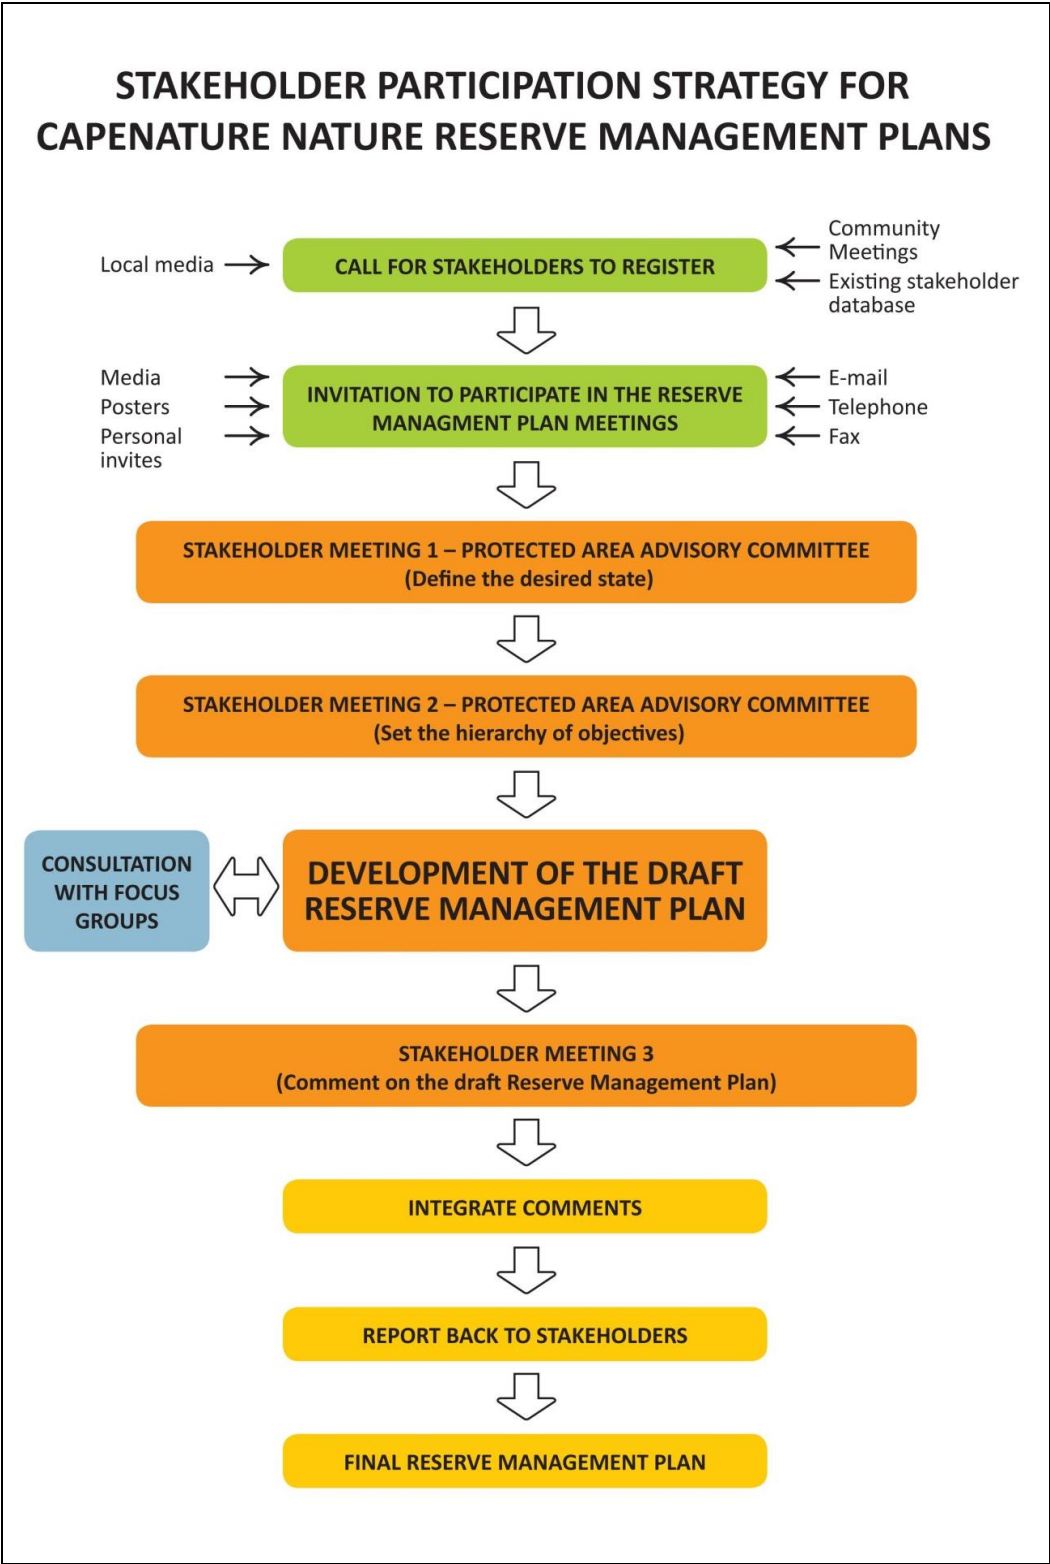 STAKEHOLDER PARTICIPATION STRATEGY FOR
CAPENATURE NATURE RESERVE MANAGEMENT PLANS
Local media
CALL FOR STAKEHOLDERS TO REGISTER
Community
Meetings
Existing stakeholder
database
Media
Posters
Personal
invites
INVITATION TO PARTICIPATE IN THE RESERVE
MANAGMENT PLAN MEETINGS
E-mail
Telephone
Fax
STAKEHOLDER MEETING 1 – PROTECTED AREA ADVISORY COMMITTEE
(Define the desired state)
STAKEHOLDER MEETING 2 – PROTECTED AREA ADVISORY COMMITTEE
(Set the hierarchy of objectives)
CONSULTATION
WITH FOCUS
GROUPS
DEVELOPMENT OF THE DRAFT
RESERVE MANAGEMENT PLAN
STAKEHOLDER MEETING 3
(Comment on the draft Reserve Management Plan)
INTEGRATE COMMENTS
REPORT BACK TO STAKEHOLDERS
FINAL RESERVE MANAGEMENT PLAN